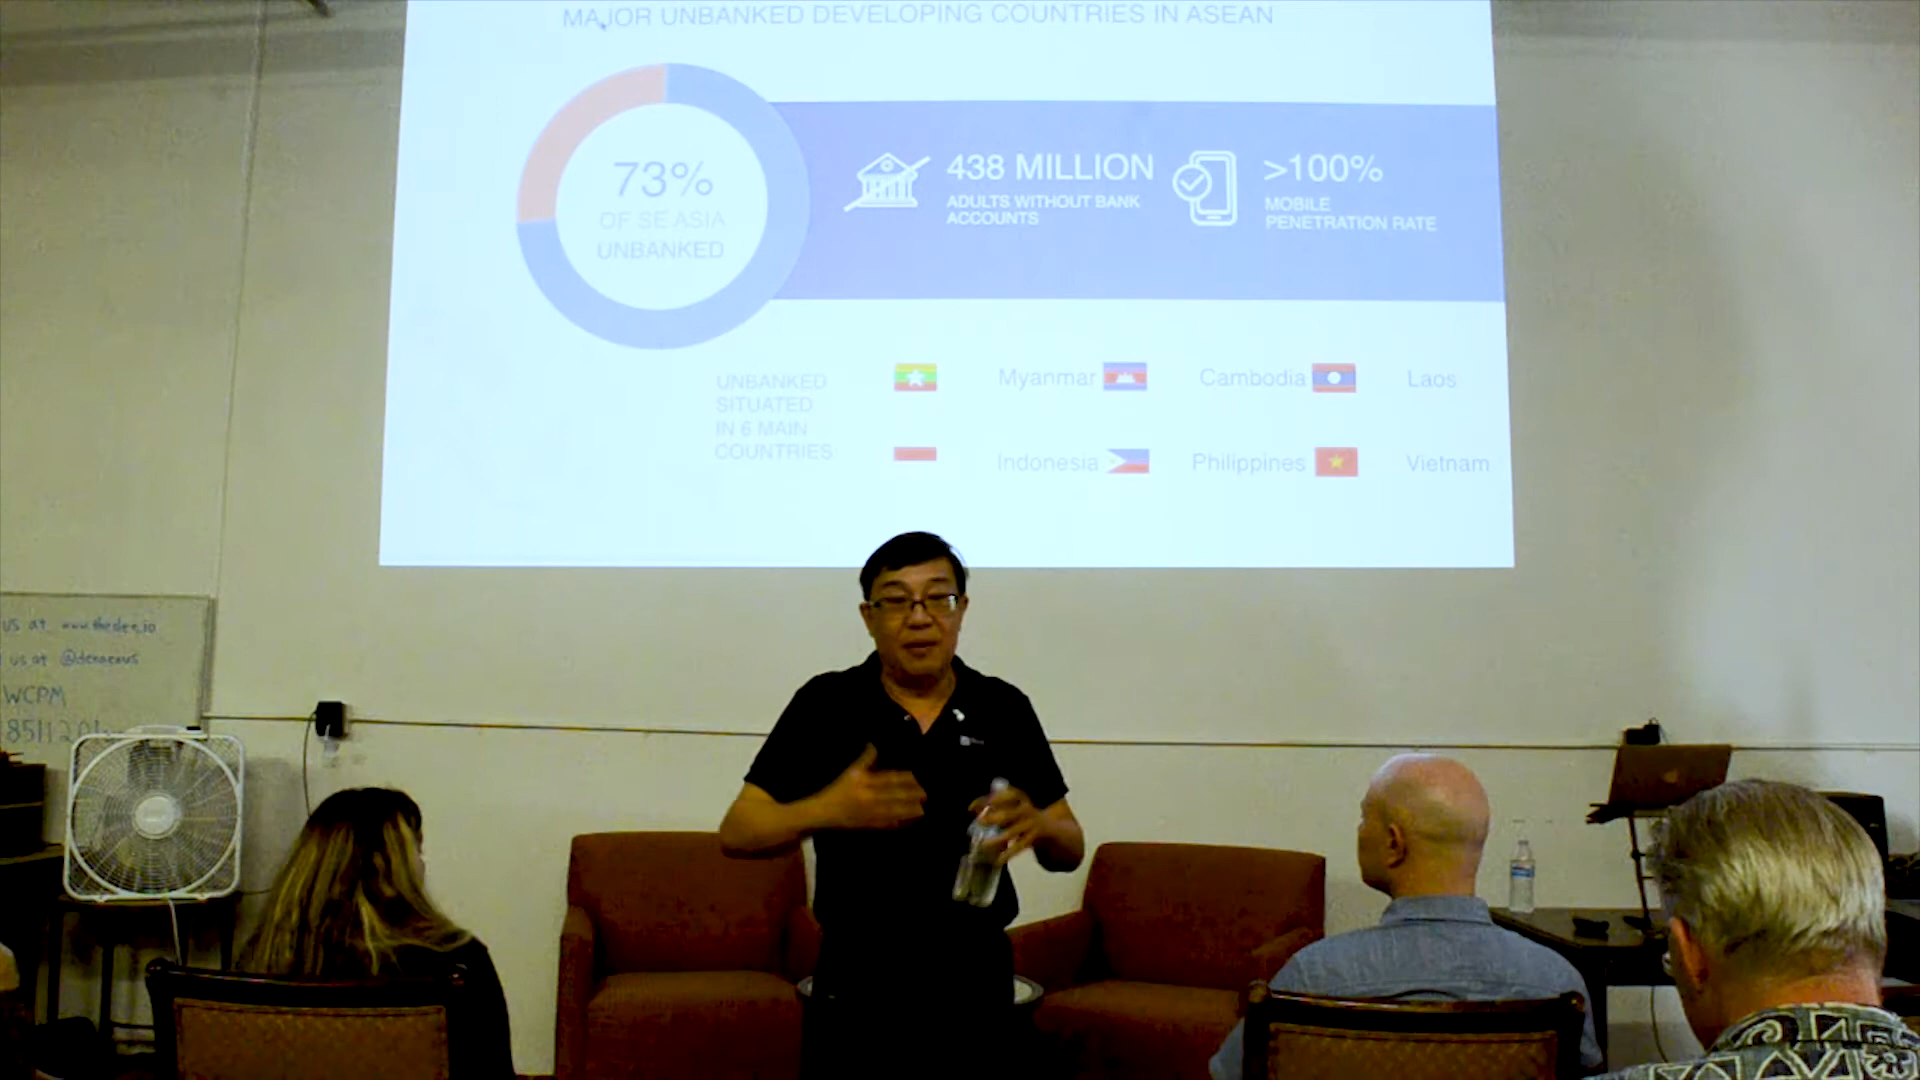 MAJOR UNBANKED DEVELOPING COUNTRIES IN ASEAN
73%
OF SE ASIA
UNBANKED
438 MILLION
ADULTS WITHOUT BANK
ACCOUNTS
>100%
MOBILE
PENETRATION RATE
UNBANKED
SITUATED
IN 6 MAIN
COUNTRIES
Myanmar Cambodia Laos
Indonesia Philippines Vietnam
us at
us at
WCPM